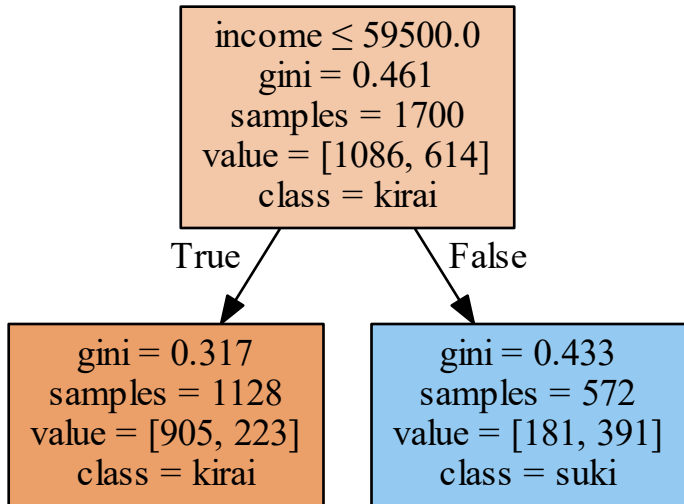 income ≤ 59500.0
gini = 0.461
samples = 1700
value = [1086, 614]
class = kirai
True
False
gini = 0.317
samples = 1128
value = [905, 223]
class = kirai
gini = 0.433
samples = 572
value = [181, 391]
class = suki